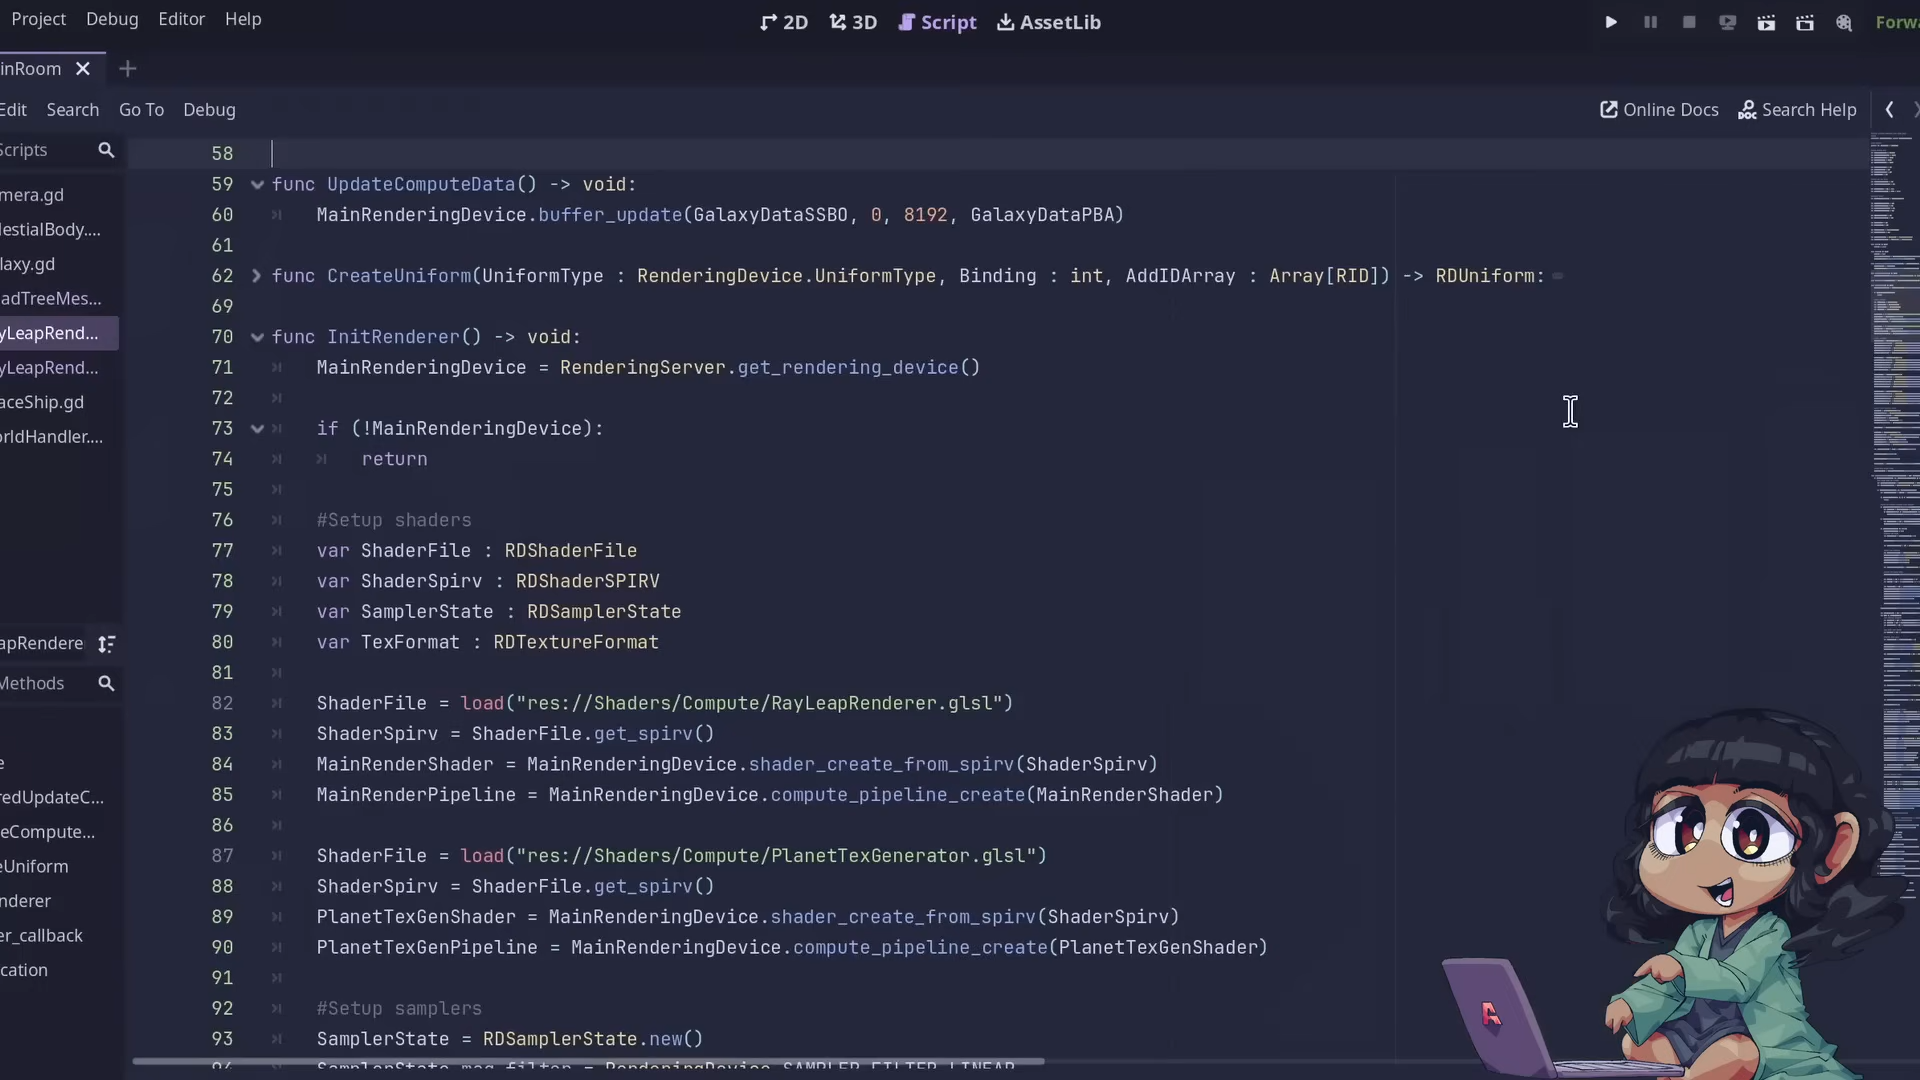 Project Debug Editor Help
2D 3D Script AssetLib
Forw
inRoom
Edit Search Go To Debug
Online Docs Search Help
Scripts
mera.gd
lestialBody....
laxy.gd
adTreeMes...
yLeapRend...
yLeapRend...
aceShip.gd
orldHandler....
apRendere
Methods
e
redUpdateC...
eCompute...
eUniform
enderer
er_callback
cation
58
59 func UpdateComputeData() -> void:
60 MainRenderingDevice.buffer_update(GalaxyDataSSBO, 0, 8192, GalaxyDataPBA)
61
62 func CreateUniform(UniformType : RenderingDevice.UniformType, Binding : int, AddIDArray : Array[RID]) -> RDUniform:
69
70 func InitRenderer() -> void:
71 MainRenderingDevice = RenderingServer.get_rendering_device()
72
73 if (!MainRenderingDevice):
74 return
75
76 #Setup shaders
77 var ShaderFile : RDShaderFile
78 var ShaderSpirv : RDShaderSPIRV
79 var SamplerState : RDSamplerState
80 var TexFormat : RDTextureFormat
81
82 ShaderFile = load("res://Shaders/Compute/RayLeapRenderer.glsl")
83 ShaderSpirv = ShaderFile.get_spirv()
84 MainRenderShader = MainRenderingDevice.shader_create_from_spirv(ShaderSpirv)
85 MainRenderPipeline = MainRenderingDevice.compute_pipeline_create(MainRenderShader)
86
87 ShaderFile = load("res://Shaders/Compute/PlanetTexGenerator.glsl")
88 ShaderSpirv = ShaderFile.get_spirv()
89 PlanetTexGenShader = MainRenderingDevice.shader_create_from_spirv(ShaderSpirv)
90 PlanetTexGenPipeline = MainRenderingDevice.compute_pipeline_create(PlanetTexGenShader)
91
92 #Setup samplers
93 SamplerState = RDSamplerState.new()
94 SamplerState.mag_filter = RenderingDevice.SAMPLER_FILTER_LINEAR